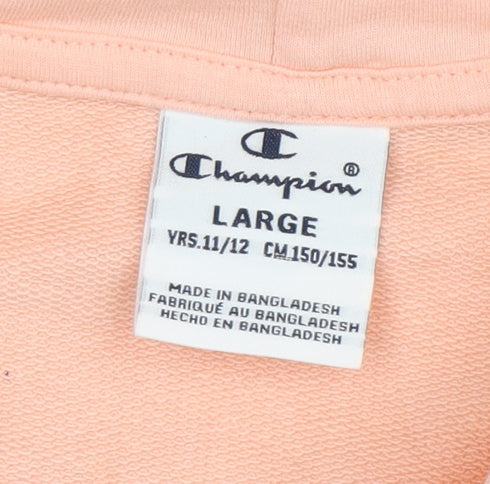 Champion®
LARGE
YRS.11/12 CM.150/155
MADE IN BANGLADESH
FABRIQUÉ AU BANGLADESH
HECHO EN BANGLADESH